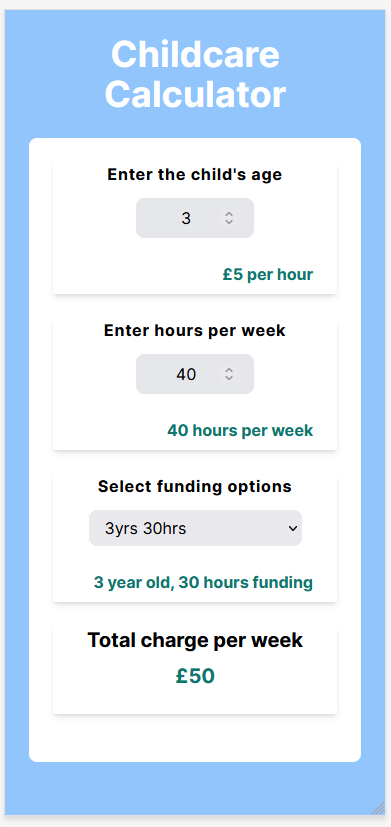 Childcare
Calculator
Enter the child's age
3
£5 per hour
Enter hours per week
40
40 hours per week
Select funding options
3yrs 30hrs
3 year old, 30 hours funding
Total charge per week
£50